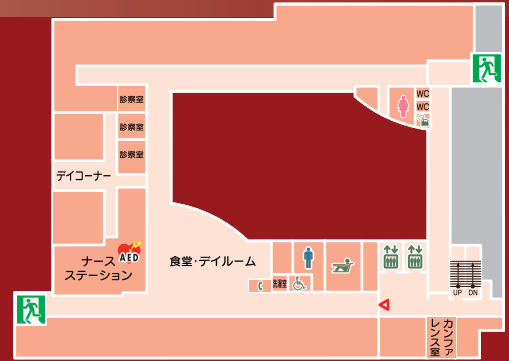 WC
診察室
WC
診察室
診察室
デイコーナー
AED
ナース
ステーション
食堂・デイルーム
洗濯室
UP DN
カンファ
レンス室